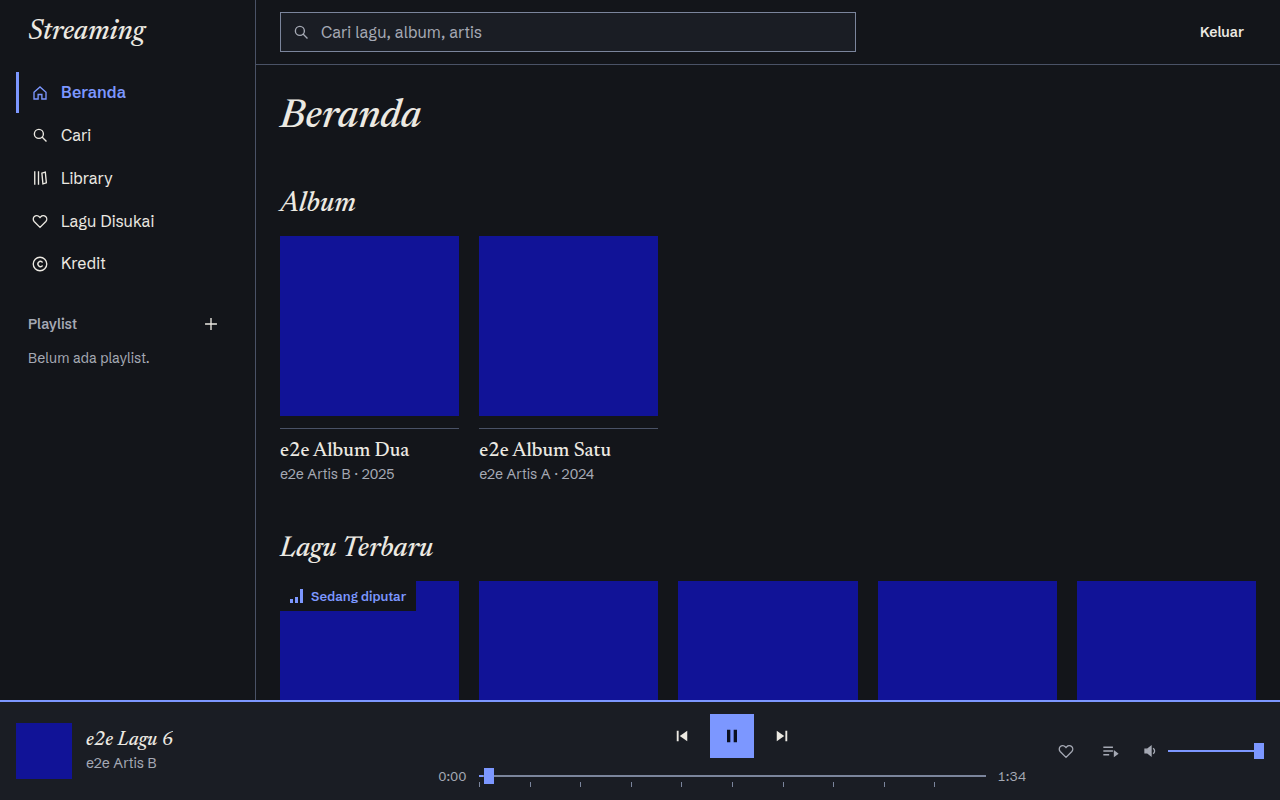 Streaming
Cari lagu, album, artis
Keluar
Beranda
Cari
Library
Lagu Disukai
Kredit
Playlist
Belum ada playlist.
Beranda
Album
e2e Album Dua
e2e Artis B · 2025
e2e Album Satu
e2e Artis A · 2024
Lagu Terbaru
Sedang diputar
e2e Lagu 6
e2e Artis B
0:00
1:34